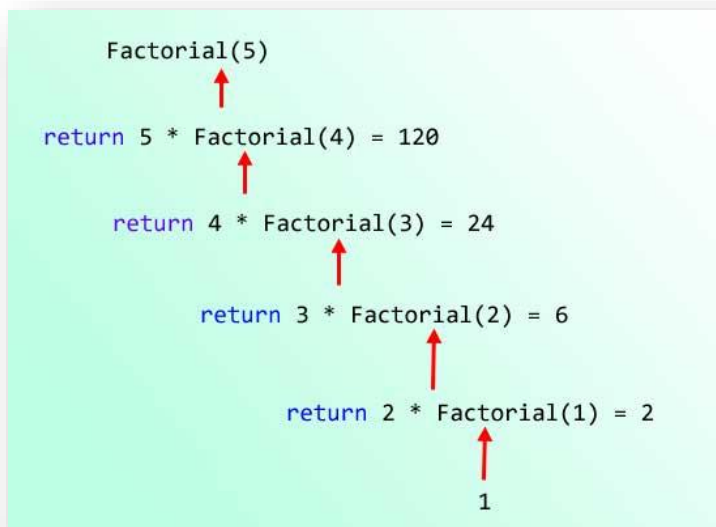 Factorial(5)
return 5 * Factorial(4) = 120
return 4 * Factorial(3) = 24
return 3 * Factorial(2) = 6
return 2 * Factorial(1) = 2
1